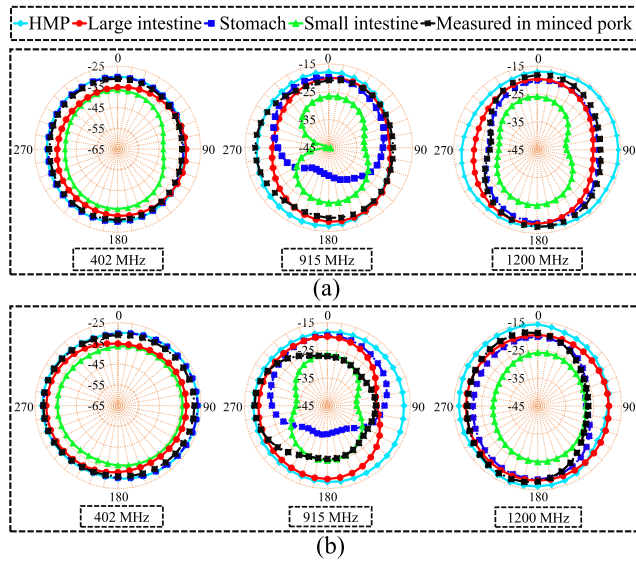 HMP Large intestine Stomach Small intestine Measured in minced pork
0 0 0
-25 -15 -15
-35 -25 -25
-45 -35 -35
-55 -45 -45
-65
270 90 270 90 270 90
180 180 180
402 MHz 915 MHz 1200 MHz
(a)
0 0 0
-25 -15 -15
-35 -25 -25
-45 -35 -35
-55 -45 -45
-65
270 90 270 90 270 90
180 180 180
402 MHz 915 MHz 1200 MHz
(b)